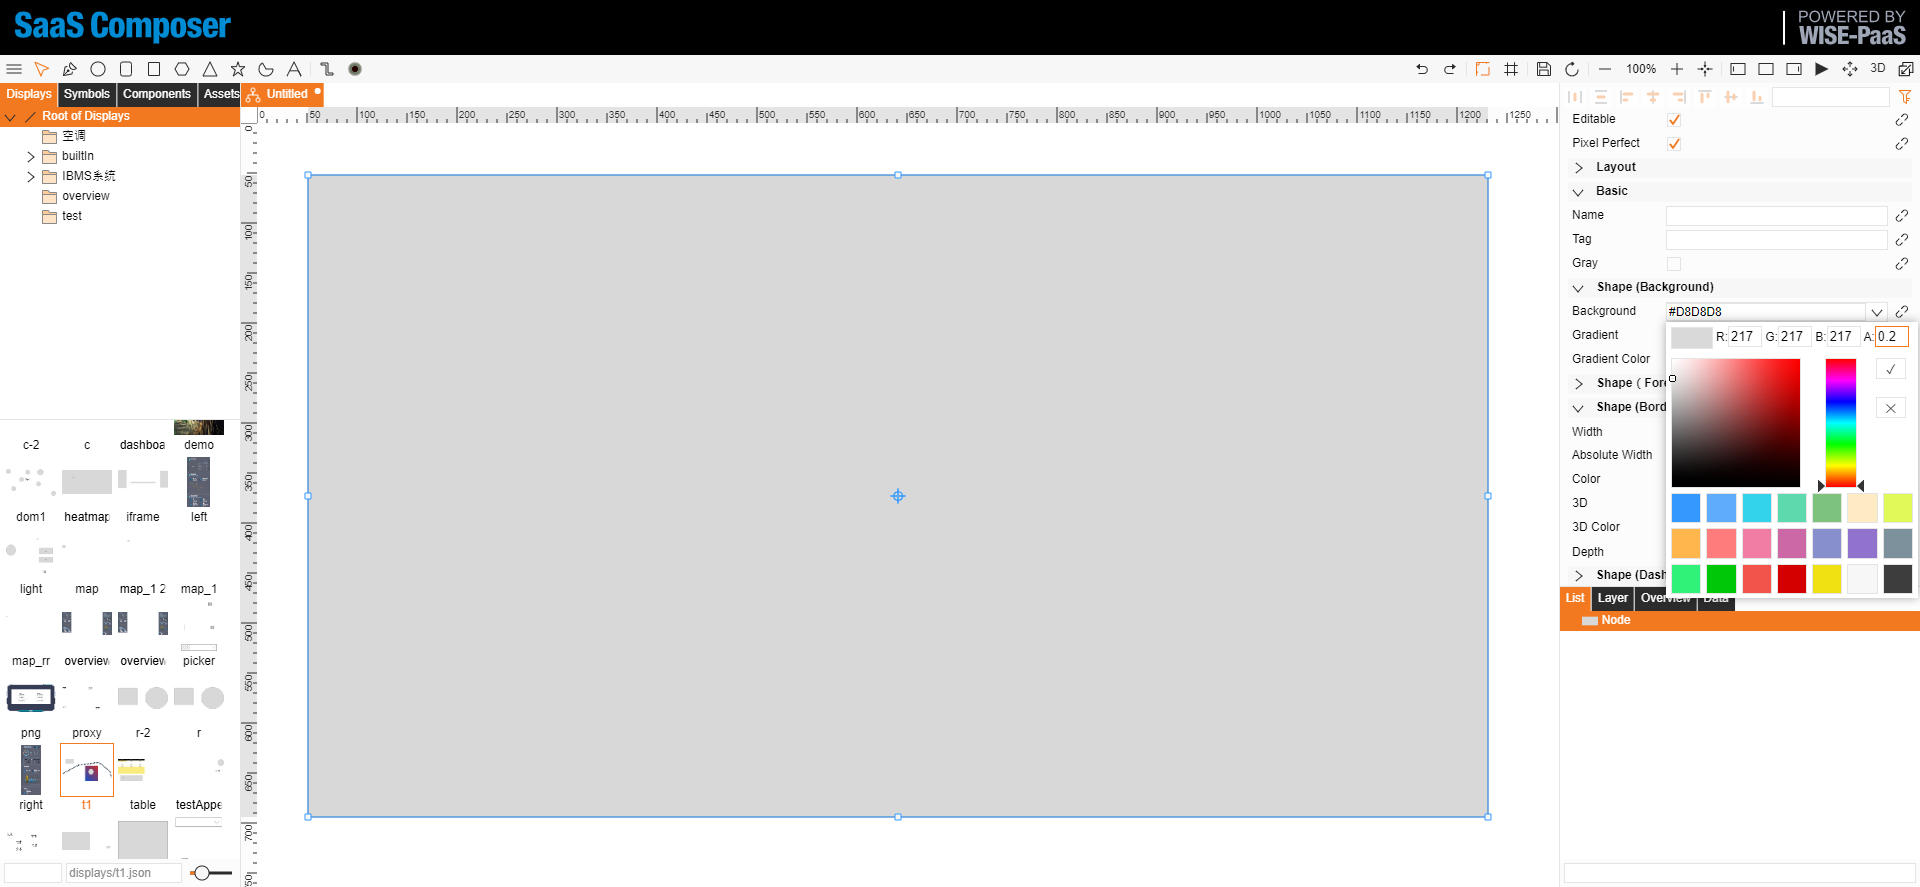 SaaS Composer
POWERED BY
WISE-PaaS
100%
3D
Displays
Symbols
Components
Assets
Untitled
Root of Displays
空调
builtIn
IBMS系统
overview
test
0
50
100
150
200
250
300
350
400
450
500
550
600
650
700
750
800
850
900
950
1000
1050
1100
1150
1200
1250
0
50
100
150
200
250
300
350
400
450
500
550
600
650
700
c-2
c
dashboa
demo
dom1
heatmap
iframe
left
light
map
map_1 2
map_1
map_rr
overview
overview
picker
png
proxy
r-2
r
right
t1
table
testAppe
displays/t1.json
Editable
Pixel Perfect
Layout
Basic
Name
Tag
Gray
Shape (Background)
Background
#D8D8D8
Gradient
R: 217 G: 217 B: 217 A: 0.2
Gradient Color
Shape ( Fore
Shape (Bord
Width
Absolute Width
Color
3D
3D Color
Depth
Shape (Dash
List
Layer
Overview
Data
Node